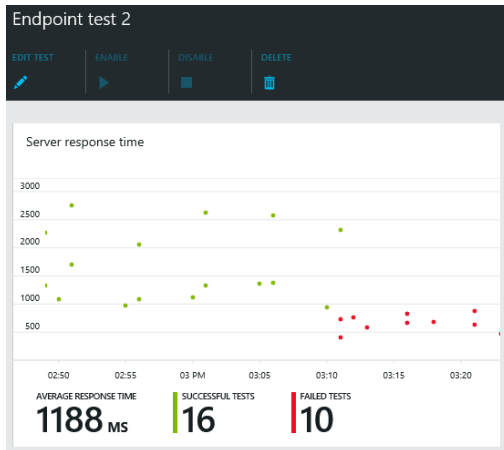 Endpoint test 2
EDIT TEST ENABLE DISABLE DELETE
Server response time
3000
2500
2000
1500
1000
500
02:50 02:55 03 PM 03:05 03:10 03:15 03:20
AVERAGE RESPONSE TIME SUCCESSFUL TESTS FAILED TESTS
1188 MS 16 10